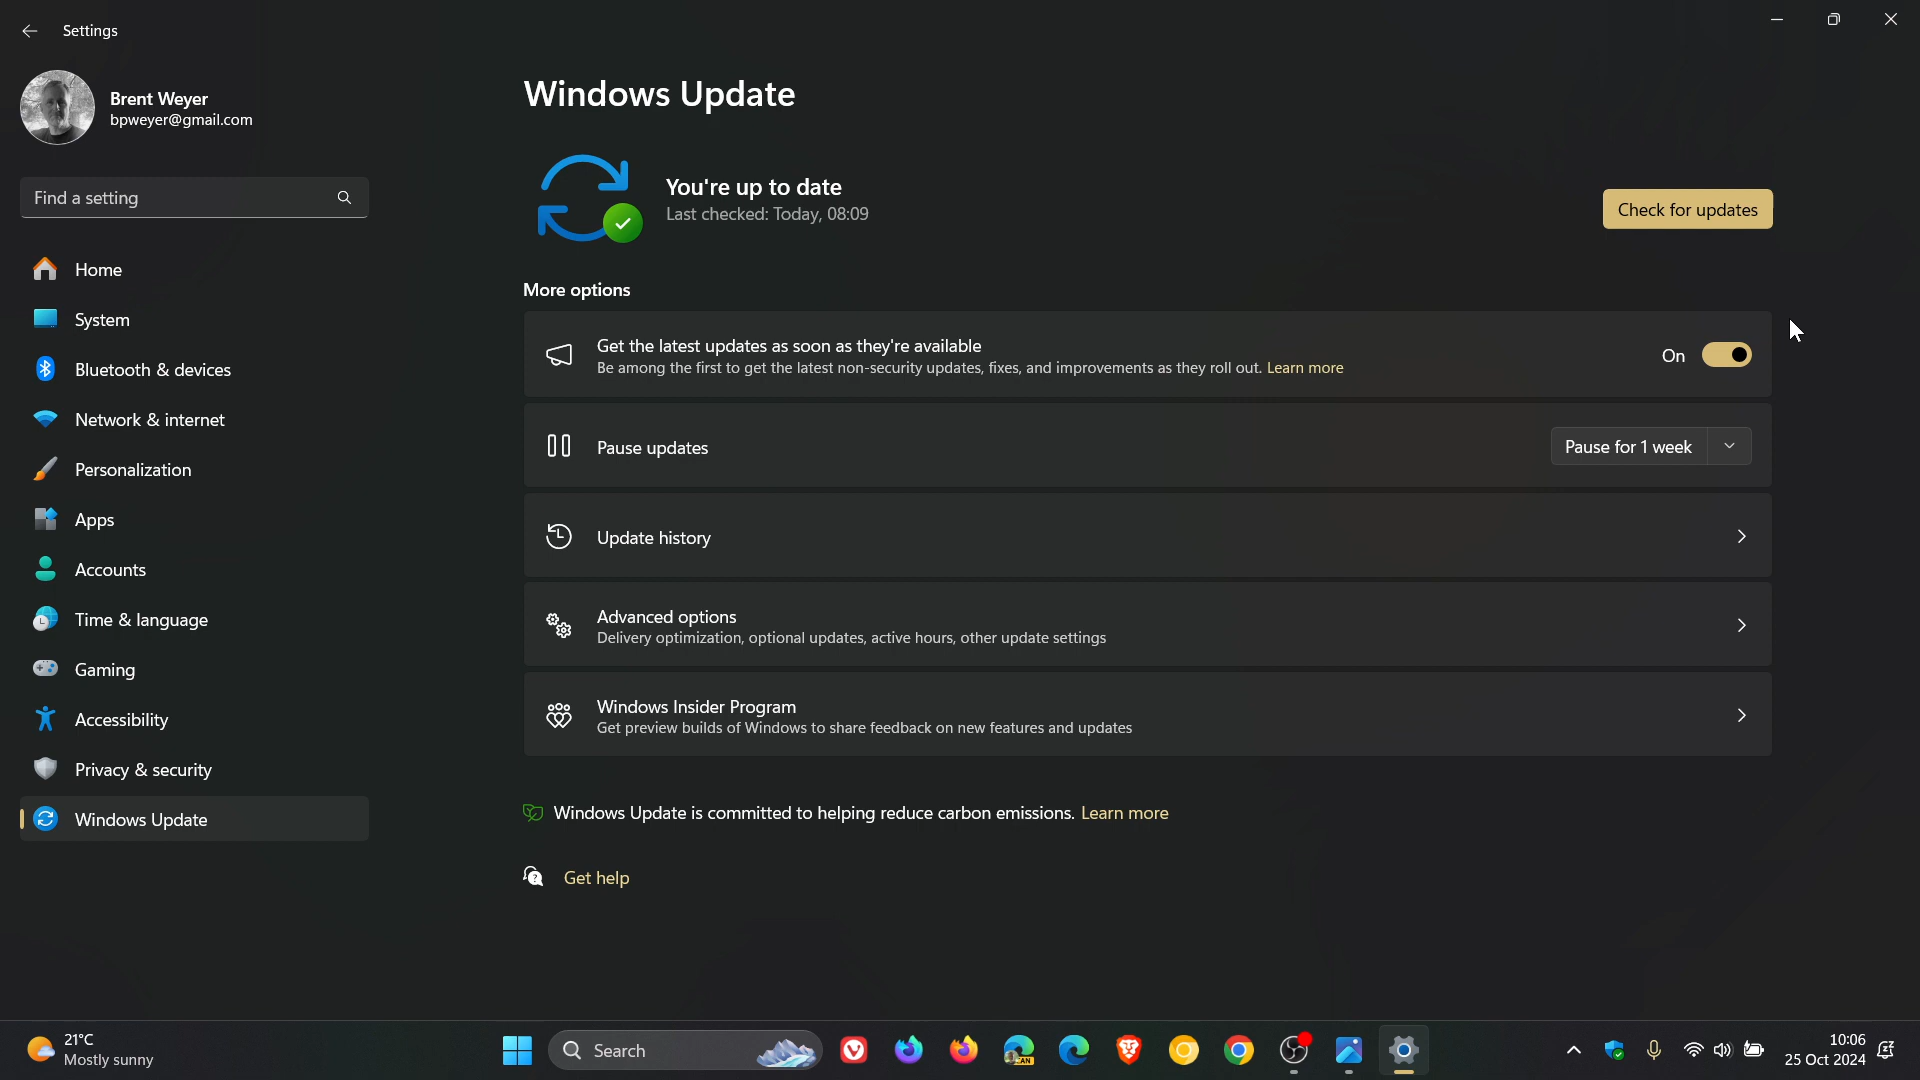 Settings
Brent Weyer
bpweyer@gmail.com
Find a setting
Home
System
Bluetooth & devices
Network & internet
Personalization
Apps
Accounts
Time & language
Gaming
Accessibility
Privacy & security
Windows Update
Windows Update
You're up to date
Last checked: Today, 08:09
Check for updates
More options
Get the latest updates as soon as they're available
Be among the first to get the latest non-security updates, fixes, and improvements as they roll out. Learn more
On
Pause updates
Pause for 1 week
Update history
Advanced options
Delivery optimization, optional updates, active hours, other update settings
Windows Insider Program
Get preview builds of Windows to share feedback on new features and updates
Windows Update is committed to helping reduce carbon emissions. Learn more
Get help
21°C
Mostly sunny
Search
CAN
10:06
25 Oct 2024